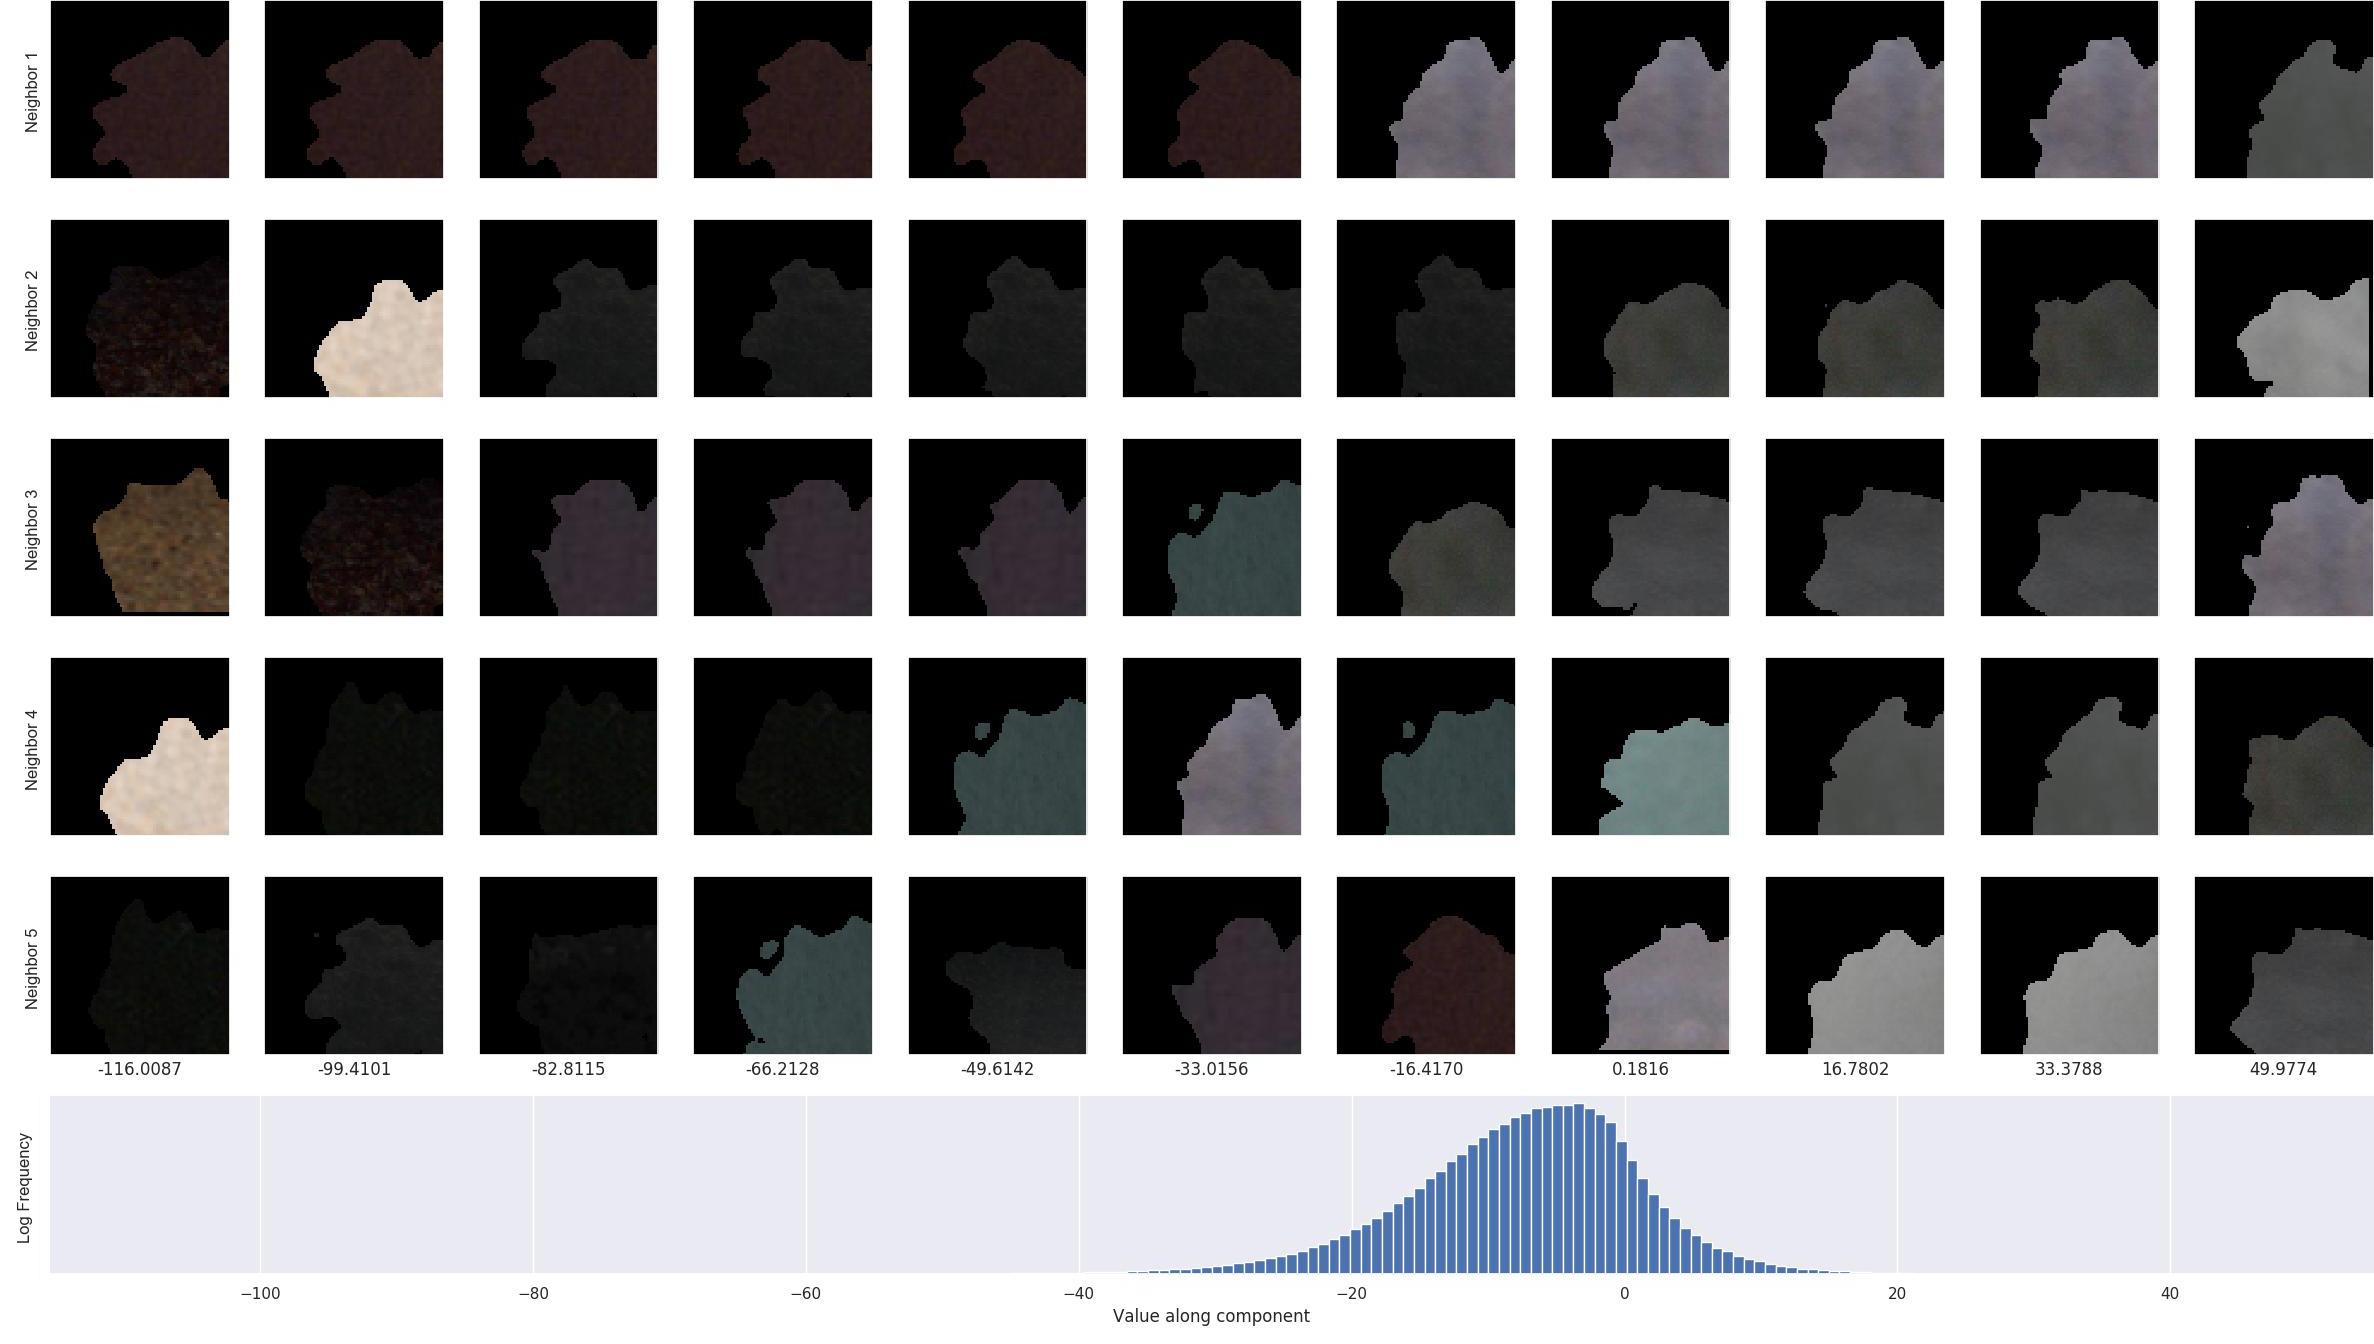 Neighbor 1
Neighbor 2
Neighbor 3
Neighbor 4
Neighbor 5
-116.0087 -99.4101 -82.8115 -66.2128 -49.6142 -33.0156 -16.4170 0.1816 16.7802 33.3788 49.9774
Log Frequency
−100 −80 −60 −40 −20 0 20 40
Value along component